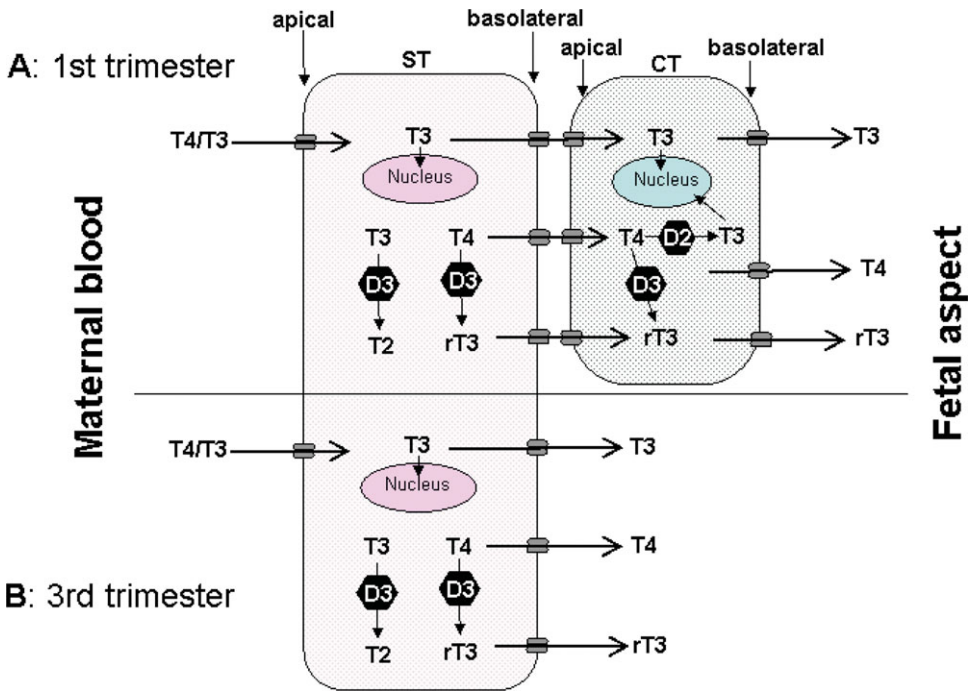 apical
basolateral
apical
basolateral
A: 1st trimester
ST
CT
T4/T3
T3
T3
T3
Nucleus
Nucleus
T3
T4
T4
D2
T3
D3
D3
D3
T4
T2
rT3
rT3
rT3
Maternal blood
Fetal aspect
T4/T3
T3
T3
Nucleus
T3
T4
T4
D3
D3
B: 3rd trimester
T2
rT3
rT3